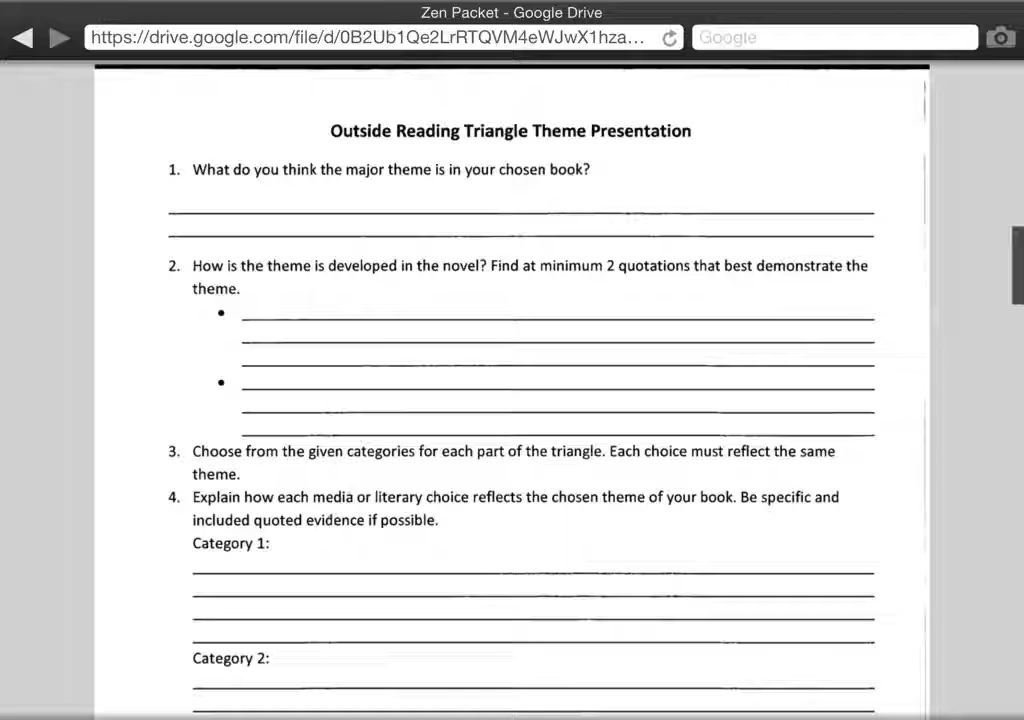 Zen Packet - Google Drive
https://drive.google.com/file/d/0B2Ub1Qe2LrRTQVM4eWJwX1hza...
Google
Outside Reading Triangle Theme Presentation
1. What do you think the major theme is in your chosen book?
2. How is the theme is developed in the novel? Find at minimum 2 quotations that best demonstrate the
theme.
3. Choose from the given categories for each part of the triangle. Each choice must reflect the same
theme.
4. Explain how each media or literary choice reflects the chosen theme of your book. Be specific and
included quoted evidence if possible.
Category 1:
Category 2: